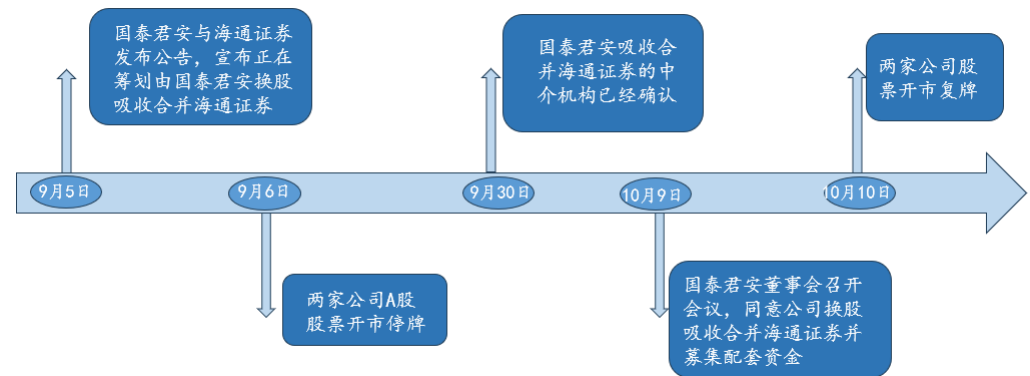 国泰君安与海通证券
发布公告，宣布正在
筹划由国泰君安换股
吸收合并海通证券
国泰君安吸收合
并海通证券的中
介机构已经确认
两家公司股
票开市复牌
9月5日
9月6日
9月30日
10月9日
10月10日
两家公司A股
股票开市停牌
国泰君安董事会召开
会议，同意公司换股
吸收合并海通证券并
募集配套资金